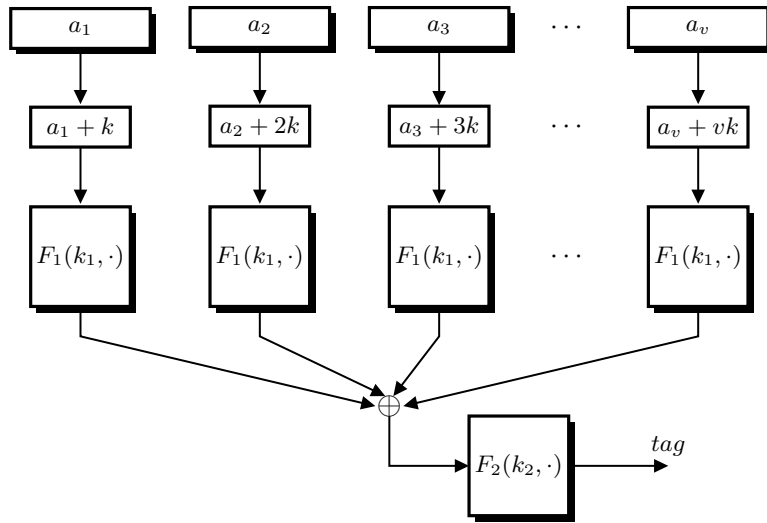 a₁ a₂ a₃ ⋯ aᵥ
a₁ + k a₂ + 2k a₃ + 3k ⋯ aᵥ + vk
F₁(k₁, ·) F₁(k₁, ·) F₁(k₁, ·) ⋯ F₁(k₁, ·)
⊕
F₂(k₂, ·) tag